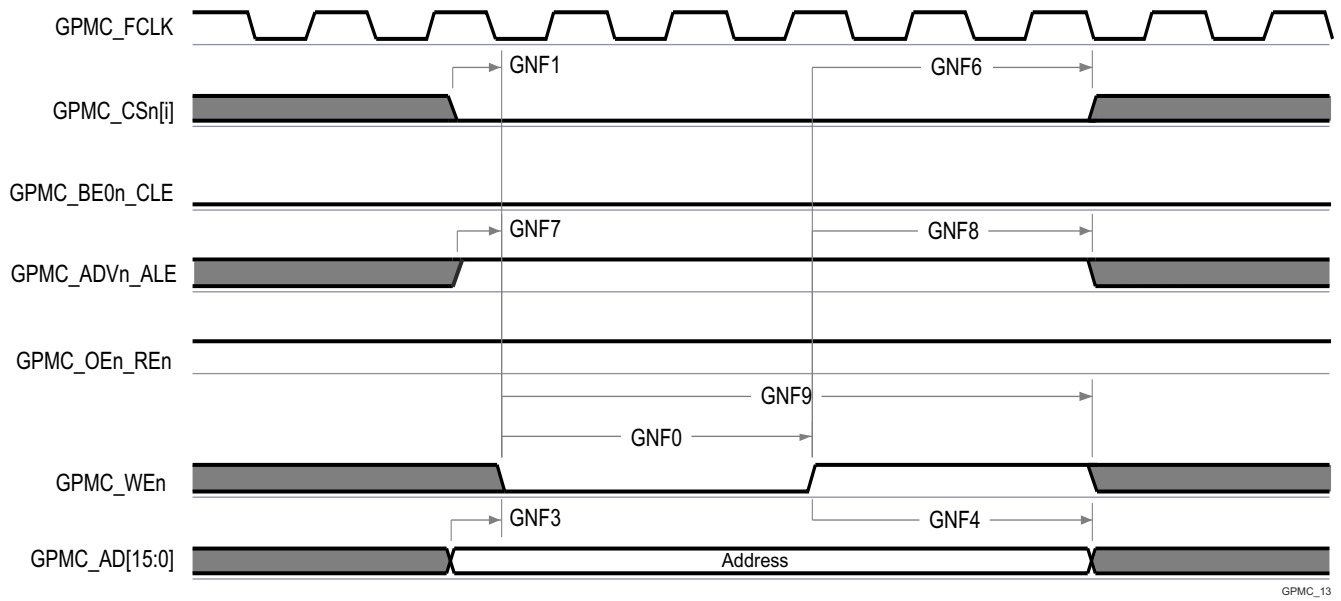 GPMC_FCLK
GNF1
GNF6
GPMC_CSn[i]
GPMC_BE0n_CLE
GNF7
GNF8
GPMC_ADVn_ALE
GPMC_OEn_REn
GNF9
GNF0
GPMC_WEn
GNF3
GNF4
GPMC_AD[15:0]
Address
GPMC_13